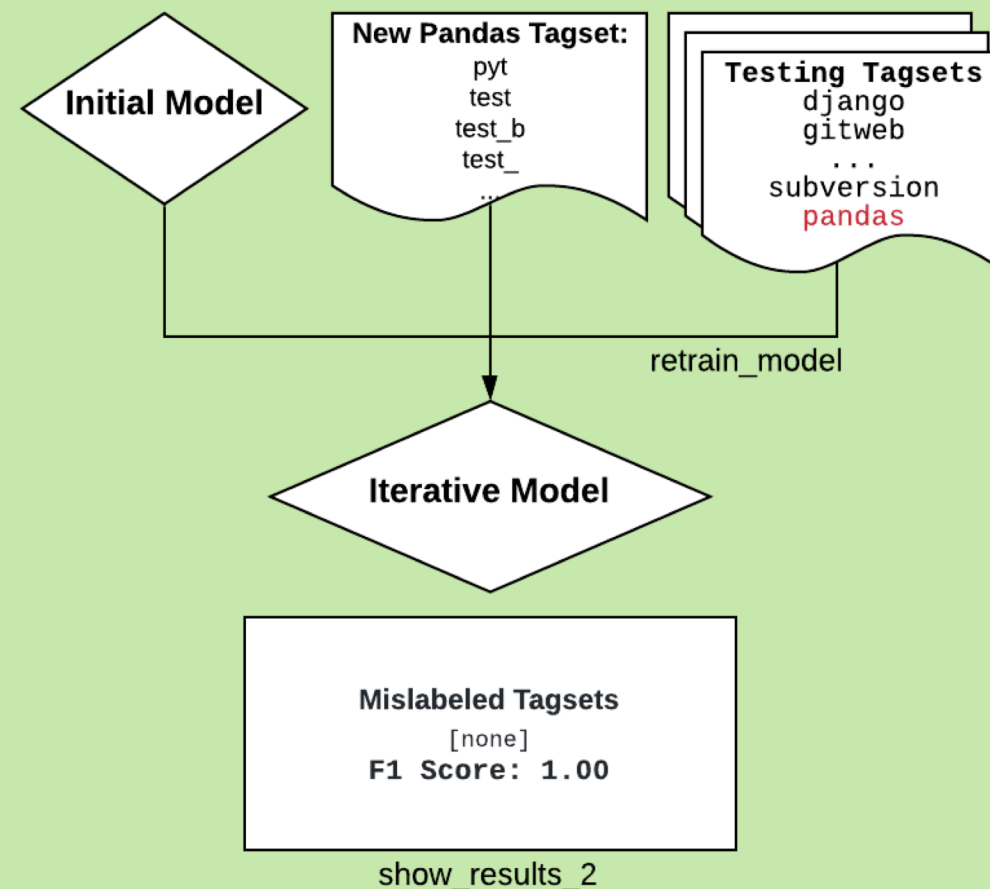 Initial Model
New Pandas Tagset:
pyt
test
test_b
test_
...
Testing Tagsets
django
gitweb
...
subversion
pandas
retrain_model
Iterative Model
Mislabeled Tagsets
[none]
F1 Score: 1.00
show_results_2